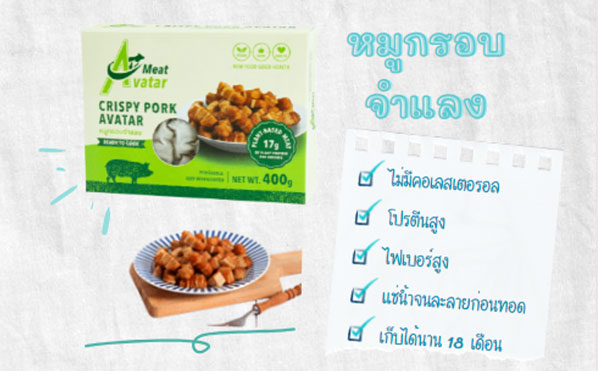 Meat
Avatar
CRISPY PORK
AVATAR
READY TO COOK
PLANT BASED MEAT
17g
NET WT. 400g
หมูกรอบ
จำแลง
ไม่มีคอเลสเตอรอล
โปรตีนสูง
ไฟเบอร์สูง
แช่น้ำจนละลายก่อนทอด
เก็บได้นาน 18 เดือน